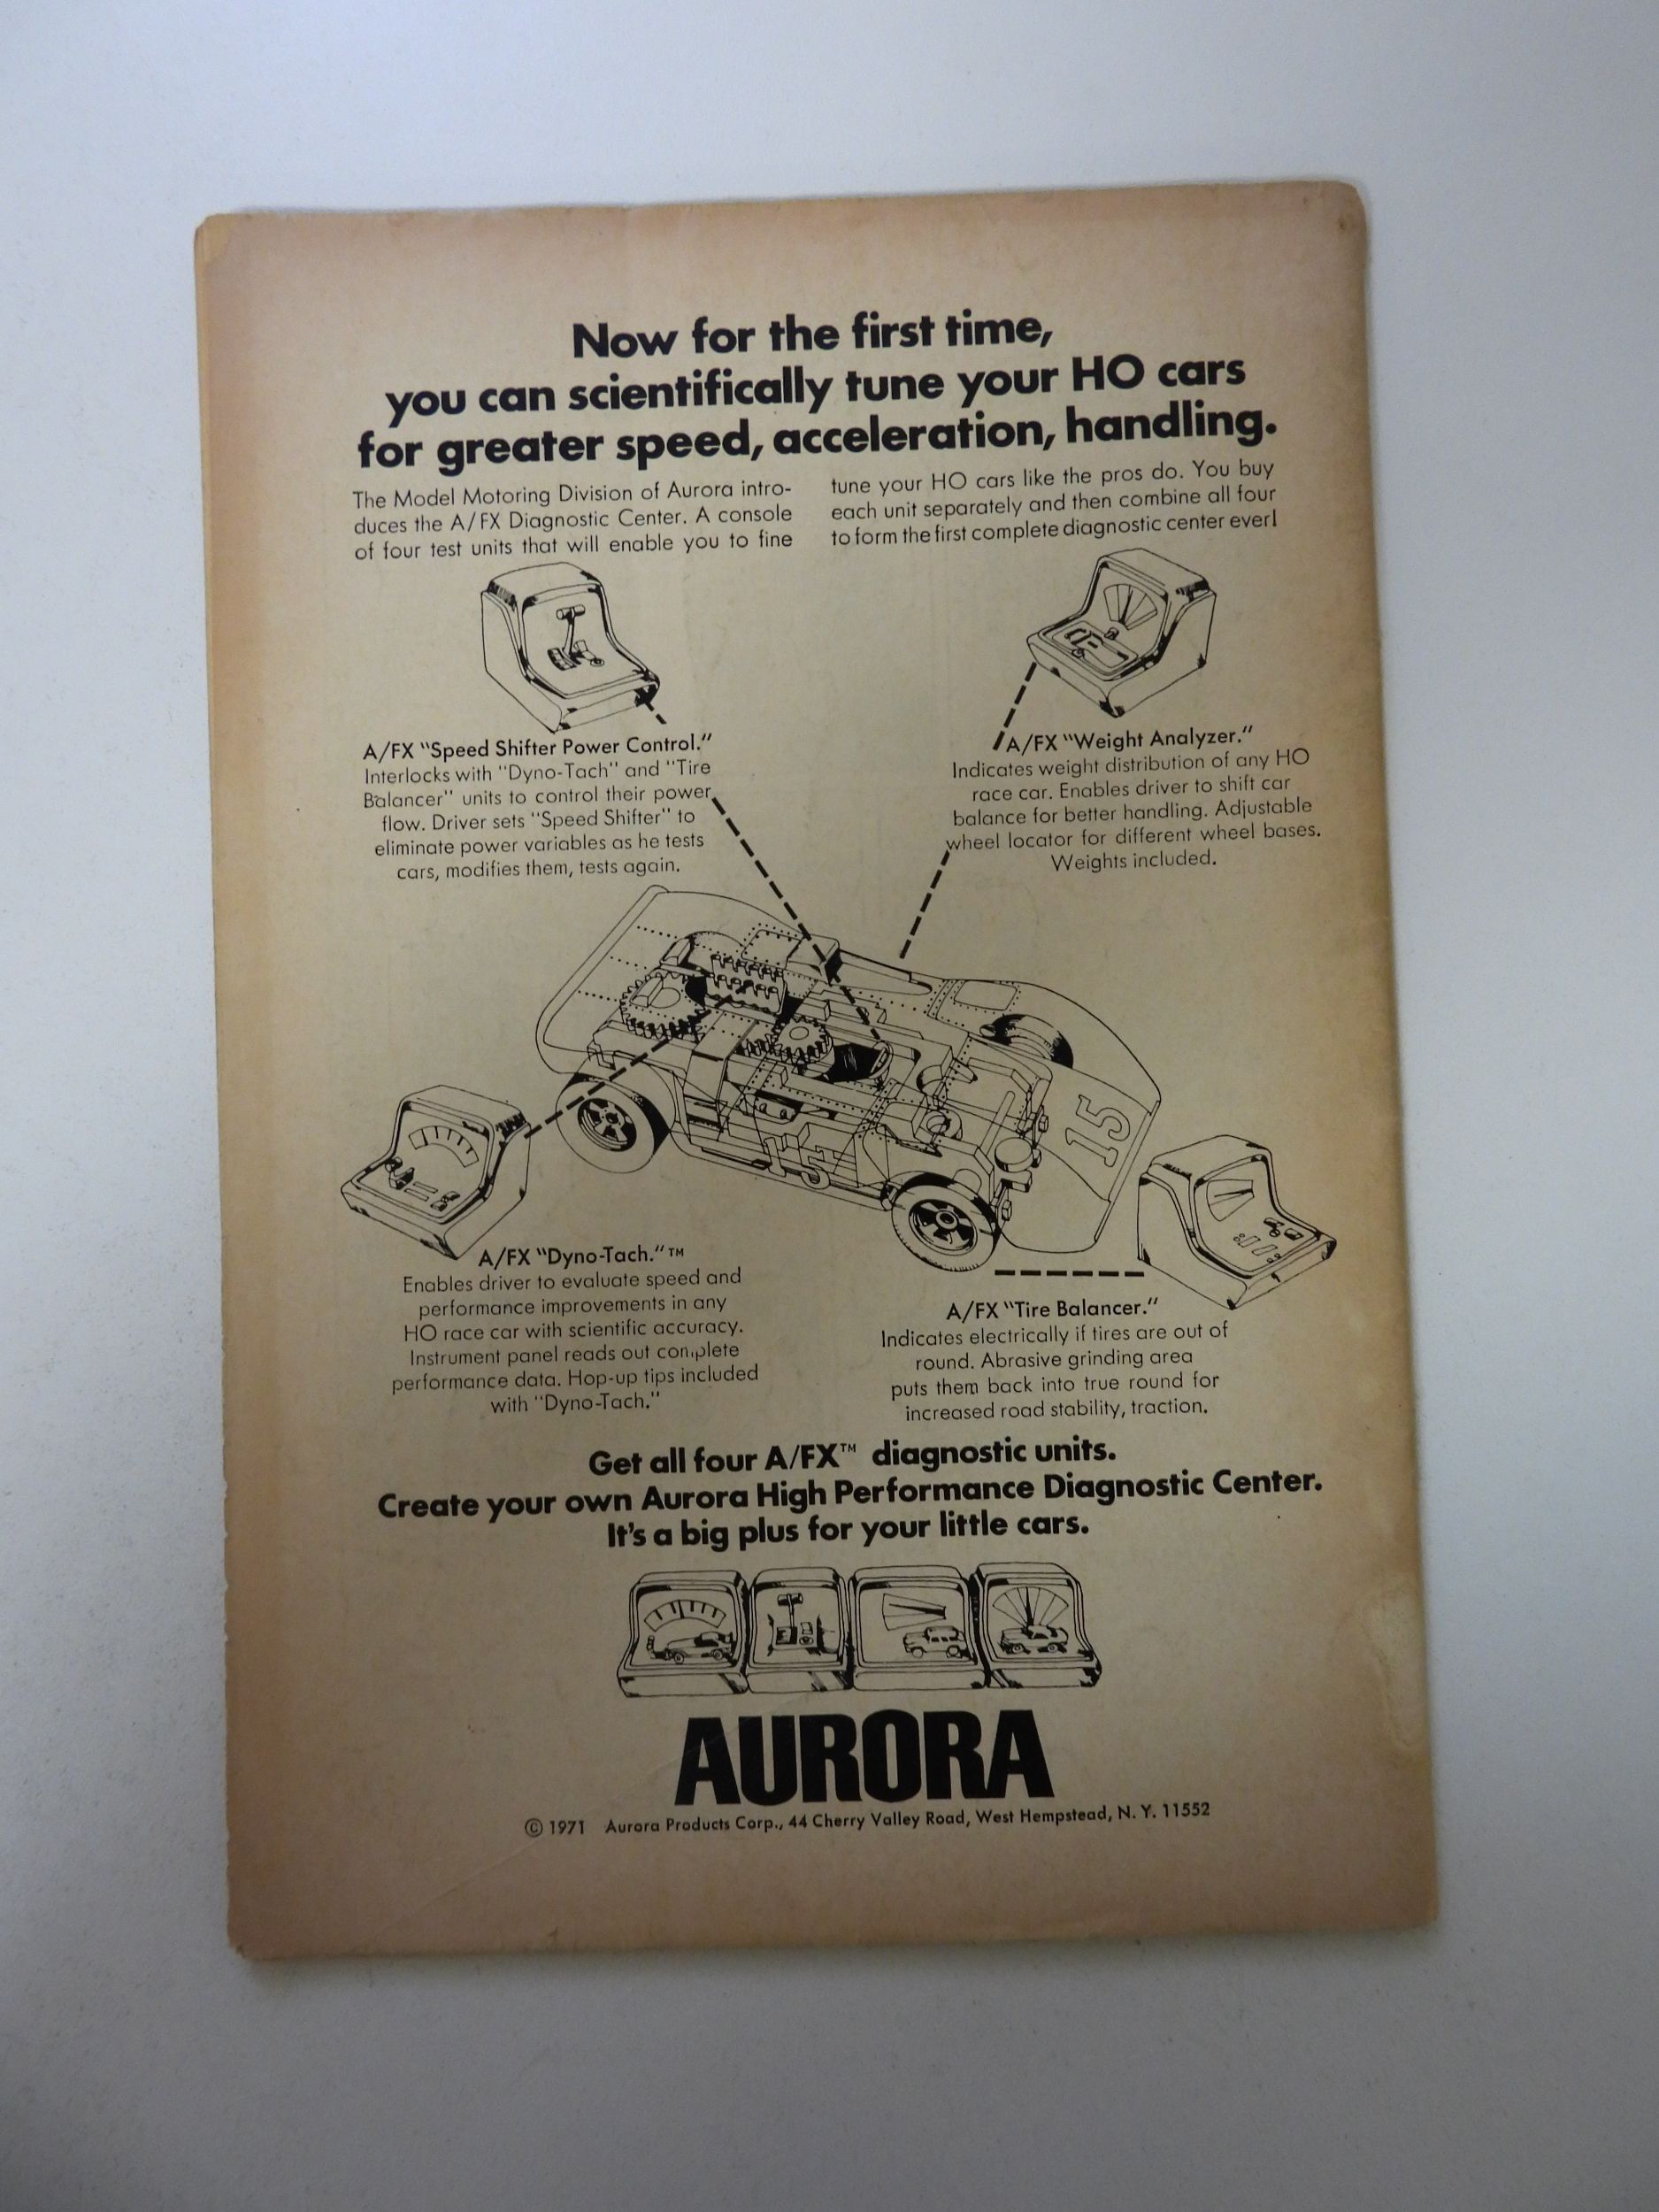 Now for the first time,
you can scientifically tune your HO cars
for greater speed, acceleration, handling.
The Model Motoring Division of Aurora intro-
duces the A/FX Diagnostic Center. A console
of four test units that will enable you to fine
tune your HO cars like the pros do. You buy
each unit separately and then combine all four
to form the first complete diagnostic center ever!
A/FX "Speed Shifter Power Control."
Interlocks with "Dyno-Tach" and "Tire
Balancer" units to control their power
flow. Driver sets "Speed Shifter" to
eliminate power variables as he tests
cars, modifies them, tests again.
A/FX "Weight Analyzer."
Indicates weight distribution of any HO
race car. Enables driver to shift car
balance for better handling. Adjustable
wheel locator for different wheel bases.
Weights included.
15
15
A/FX "Dyno-Tach."™
Enables driver to evaluate speed and
performance improvements in any
HO race car with scientific accuracy.
Instrument panel reads out complete
performance data. Hop-up tips included
with "Dyno-Tach."
A/FX "Tire Balancer."
Indicates electrically if tires are out of
round. Abrasive grinding area
puts them back into true round for
increased road stability, traction.
Get all four A/FX™ diagnostic units.
Create your own Aurora High Performance Diagnostic Center.
It's a big plus for your little cars.
AURORA
© 1971 Aurora Products Corp., 44 Cherry Valley Road, West Hempstead, N. Y. 11552